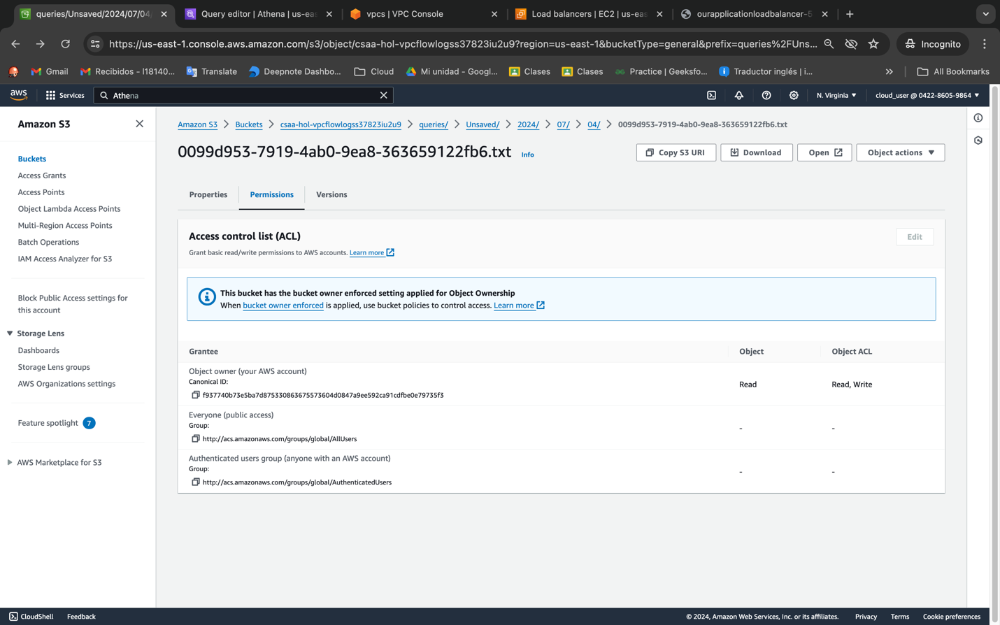 queries/Unsaved/2024/07/04
Query editor | Athena | us-eas
vpcs | VPC Console
Load balancers | EC2 | us-eas
ourapplicationloadbalancer-5
https://us-east-1.console.aws.amazon.com/s3/object/csaa-hol-vpcflowlogss37823iu2u9?region=us-east-1&bucketType=general&prefix=queries%2FUns...
Incognito
Gmail
Recibidos - l18140...
Translate
Deepnote Dashbo...
Cloud
Mi unidad - Googl...
Clases
Clases
Practice | Geeksfo...
Traductor inglés | i...
All Bookmarks
aws
Services
Athena
N. Virginia
cloud_user @ 0422-8605-9864
Amazon S3
Buckets
Access Grants
Access Points
Object Lambda Access Points
Multi-Region Access Points
Batch Operations
IAM Access Analyzer for S3
Block Public Access settings for
this account
Storage Lens
Dashboards
Storage Lens groups
AWS Organizations settings
Feature spotlight 7
AWS Marketplace for S3
Amazon S3 > Buckets > csaa-hol-vpcflowlogss37823iu2u9 > queries/ > Unsaved/ > 2024/ > 07/ > 04/ > 0099d953-7919-4ab0-9ea8-363659122fb6.txt
0099d953-7919-4ab0-9ea8-363659122fb6.txt Info
Copy S3 URI
Download
Open
Object actions
Properties
Permissions
Versions
Access control list (ACL)
Edit
Grant basic read/write permissions to AWS accounts. Learn more
This bucket has the bucket owner enforced setting applied for Object Ownership
When bucket owner enforced is applied, use bucket policies to control access. Learn more
Grantee Object Object ACL
Object owner (your AWS account)
Canonical ID:
f937740b73e5ba7d875330863675573604d0847a9ee592ca91cdfbe0e79735f3
Read Read, Write
Everyone (public access)
Group:
http://acs.amazonaws.com/groups/global/AllUsers
- -
Authenticated users group (anyone with an AWS account)
Group:
http://acs.amazonaws.com/groups/global/AuthenticatedUsers
- -
CloudShell
Feedback
© 2024, Amazon Web Services, Inc. or its affiliates.
Privacy
Terms
Cookie preferences